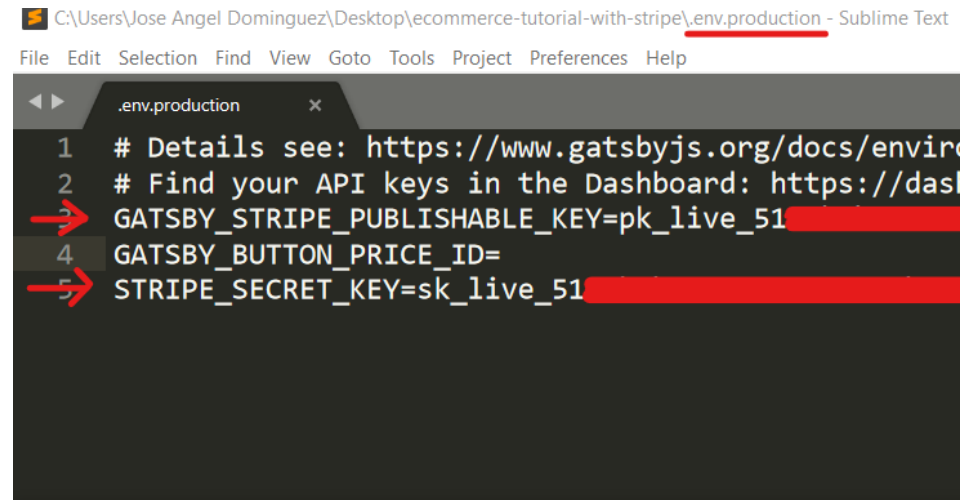 C:\Users\Jose Angel Dominguez\Desktop\ecommerce-tutorial-with-stripe\.env.production - Sublime Text
File Edit Selection Find View Goto Tools Project Preferences Help
.env.production ×
1 # Details see: https://www.gatsbyjs.org/docs/enviro
2 # Find your API keys in the Dashboard: https://dash
3 GATSBY_STRIPE_PUBLISHABLE_KEY=pk_live_51
4 GATSBY_BUTTON_PRICE_ID=
5 STRIPE_SECRET_KEY=sk_live_51